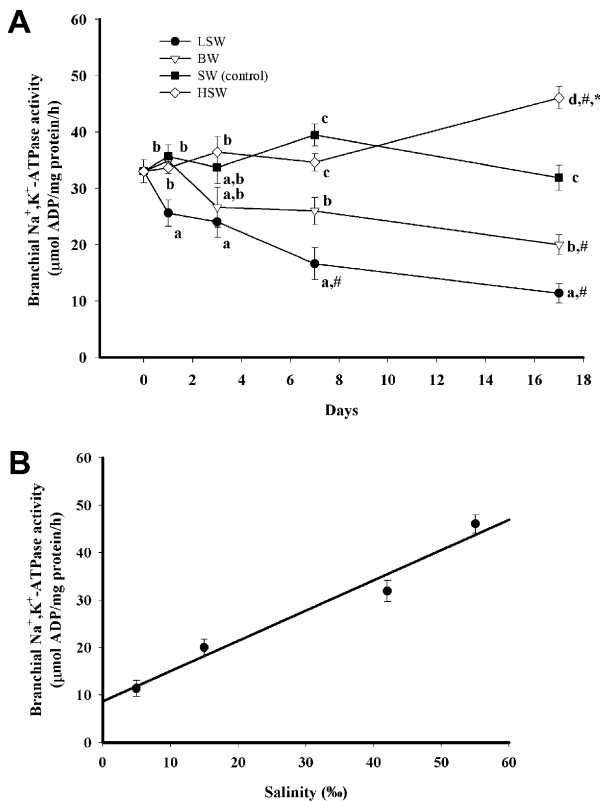 A
Branchial Na⁺,K⁺-ATPase activity
(µmol ADP/mg protein/h)
60
50
40
30
20
10
0
LSW
BW
SW (control)
HSW
b
b
b
a
b
a,b
a,b
a
c
c
b
a,#
d,#,*
c
b,#
a,#
0
2
4
6
8
10
12
14
16
18
Days
B
Branchial Na⁺,K⁺-ATPase activity
(µmol ADP/mg protein/h)
60
50
40
30
20
10
0
0
10
20
30
40
50
60
Salinity (‰)